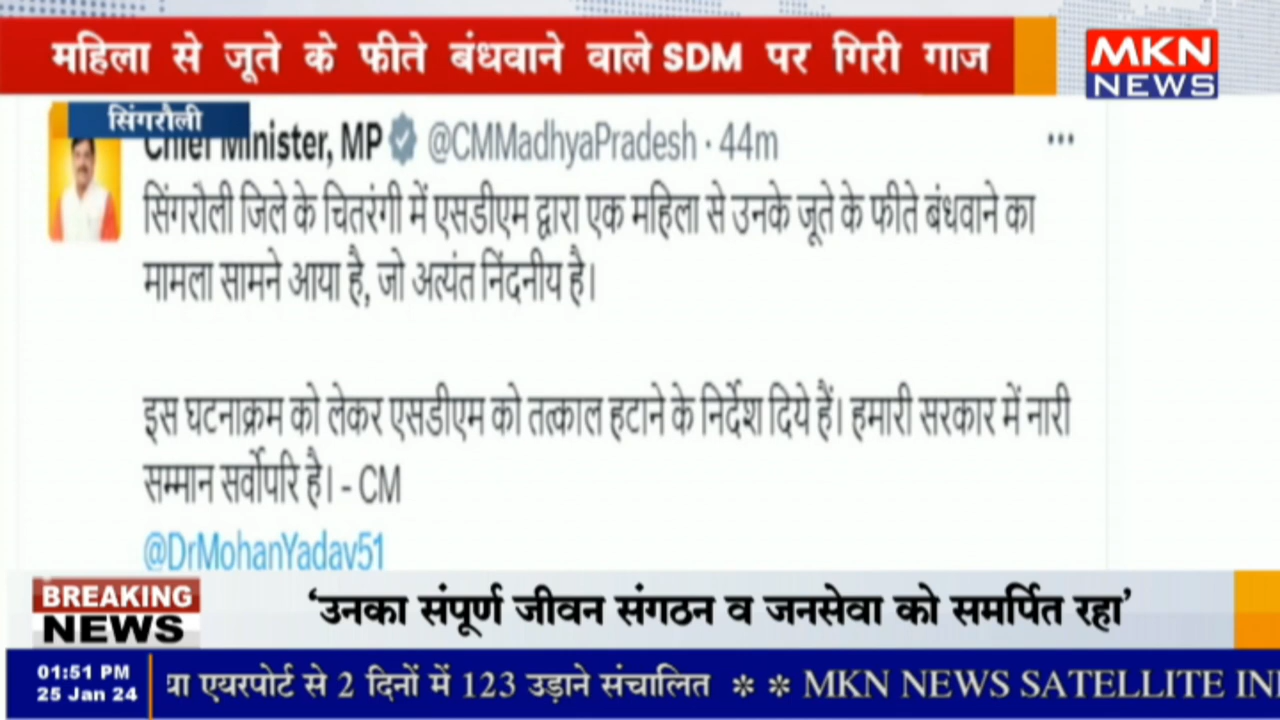 महिला से जूते के फीते बंधवाने वाले SDM पर गिरी गाज
MKN
NEWS
सिंगरौली
Chief Minister, MP @CMMadhyaPradesh · 44m
सिंगरौली जिले के चितरंगी में एसडीएम द्वारा एक महिला से उनके जूते के फीते बंधवाने का
मामला सामने आया है, जो अत्यंत निंदनीय है।
इस घटनाक्रम को लेकर एसडीएम को तत्काल हटाने के निर्देश दिये हैं। हमारी सरकार में नारी
सम्मान सर्वोपरि है। - CM
@DrMohanYadav51
BREAKING
NEWS
‘उनका संपूर्ण जीवन संगठन व जनसेवा को समर्पित रहा’
01:51 PM
25 Jan 24
एयरपोर्ट से 2 दिनों में 123 उड़ाने संचालित ** MKN NEWS SATELLITE